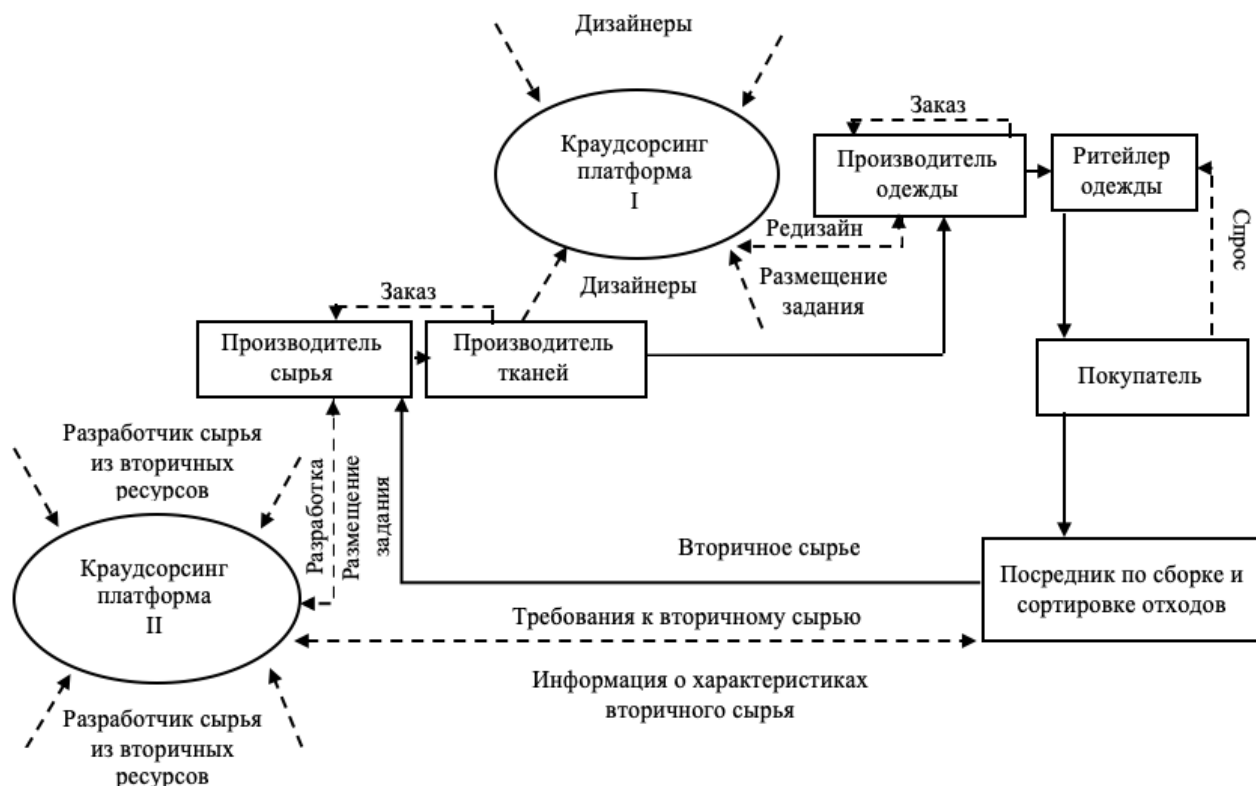 Дизайнеры
Краудсорсинг
платформа
I
Заказ
Производитель
одежды
Ритейлер
одежды
Спрос
Редизайн
Размещение
задания
Дизайнеры
Заказ
Производитель
сырья
Производитель
тканей
Покупатель
Разработчик сырья
из вторичных
ресурсов
Разработка
Размещение
задания
Краудсорсинг
платформа
II
Вторичное сырье
Посредник по сборке и
сортировке отходов
Требования к вторичному сырью
Информация о характеристиках
вторичного сырья
Разработчик сырья
из вторичных
ресурсов